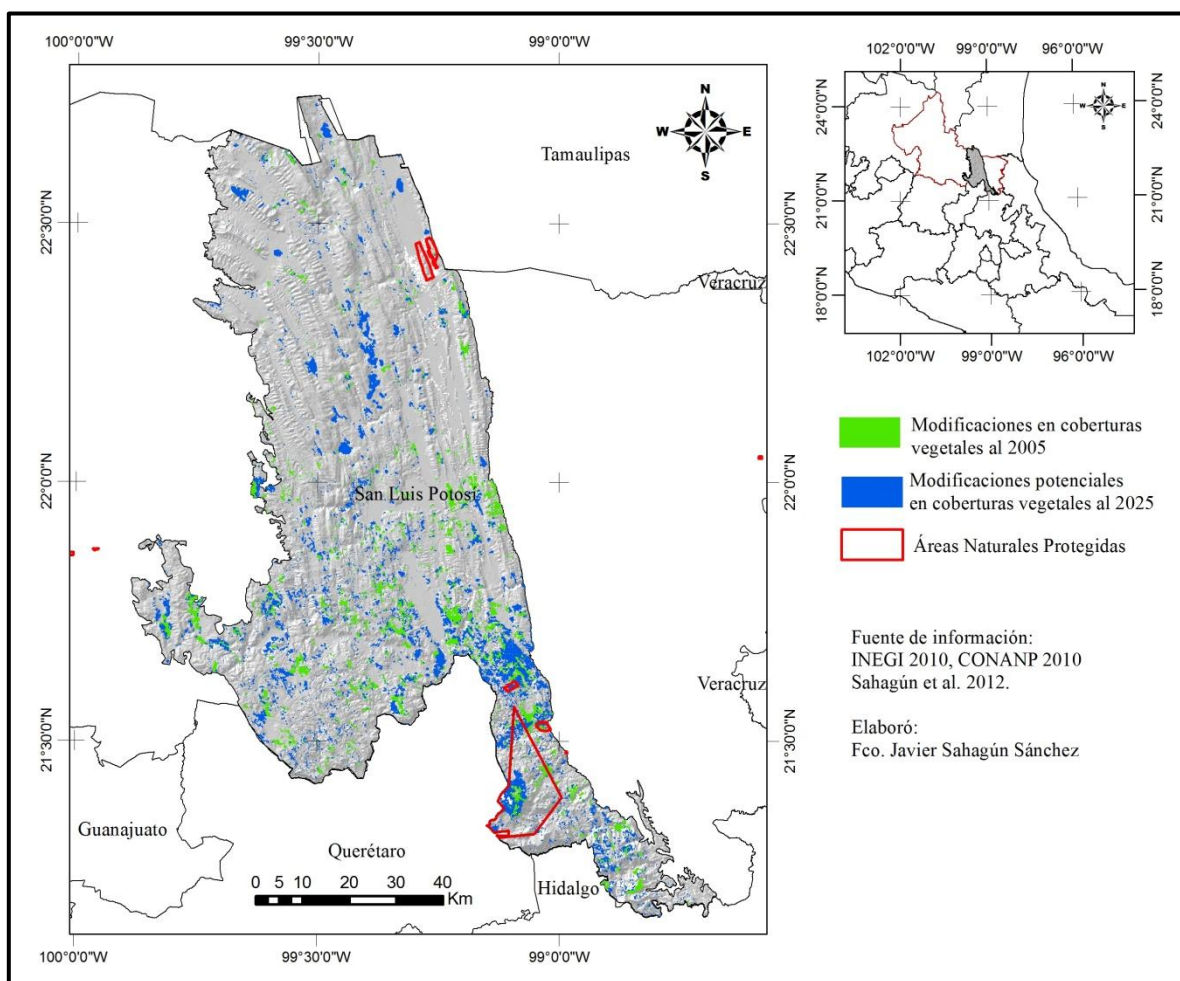 100°0'0"W
99°30'0"W
99°0'0"W
102°0'0"W
99°0'0"W
96°0'0"W
N
W
E
S
Tamaulipas
N
W
E
S
24°0'0"N
24°0'0"N
21°0'0"N
21°0'0"N
18°0'0"N
18°0'0"N
102°0'0"W
99°0'0"W
96°0'0"W
22°30'0"N
22°30'0"N
Veracruz
Modificaciones en coberturas
vegetales al 2005
Modificaciones potenciales
en coberturas vegetales al 2025
Áreas Naturales Protegidas
22°0'0"N
22°0'0"N
San Luis Potosí
Fuente de información:
INEGI 2010, CONANP 2010
Sahagún et al. 2012.
Elaboró:
Fco. Javier Sahagún Sánchez
Veracruz
21°30'0"N
21°30'0"N
Guanajuato
Querétaro
Hidalgo
0 5 10 20 30 40
Km
100°0'0"W
99°30'0"W
99°0'0"W